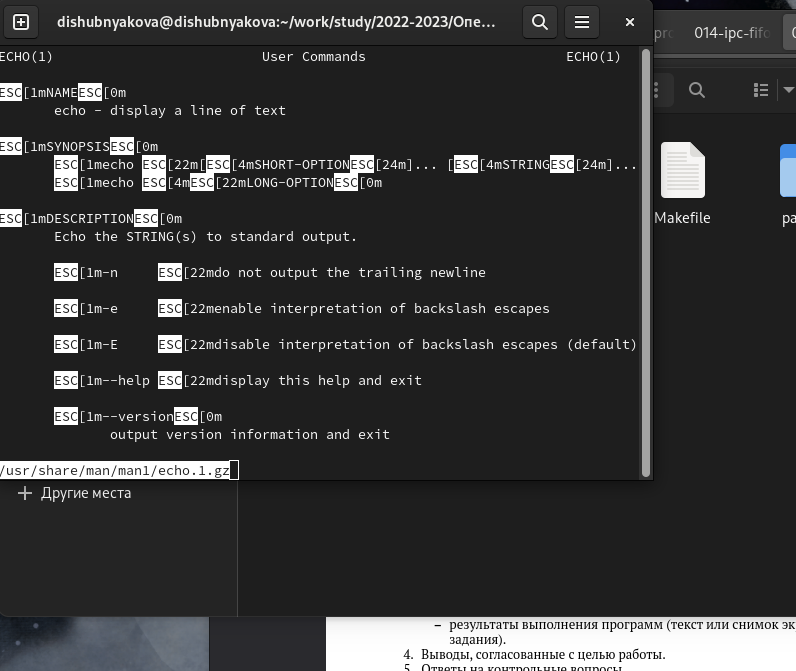 dishubnyakova@dishubnyakova:~/work/study/2022-2023/Опе...
014-ipc-fifo
ECHO(1) User Commands ECHO(1)
ESC[1mNAMEESC[0m
echo - display a line of text
ESC[1mSYNOPSISESC[0m
ESC[1mecho ESC[22m[ESC[4mSHORT-OPTIONESC[24m]... [ESC[4mSTRINGESC[24m]...
ESC[1mecho ESC[4mESC[22mLONG-OPTIONESC[0m
ESC[1mDESCRIPTIONESC[0m
Echo the STRING(s) to standard output.
ESC[1m-n ESC[22mdo not output the trailing newline
ESC[1m-e ESC[22menable interpretation of backslash escapes
ESC[1m-E ESC[22mdisable interpretation of backslash escapes (default)
ESC[1m--help ESC[22mdisplay this help and exit
ESC[1m--versionESC[0m
output version information and exit
/usr/share/man/man1/echo.1.gz
Makefile
pa
Другие места
– результаты выполнения программ (текст или снимок эк
задания).
4. Выводы, согласованные с целью работы.
5. Ответы на контрольные вопросы.